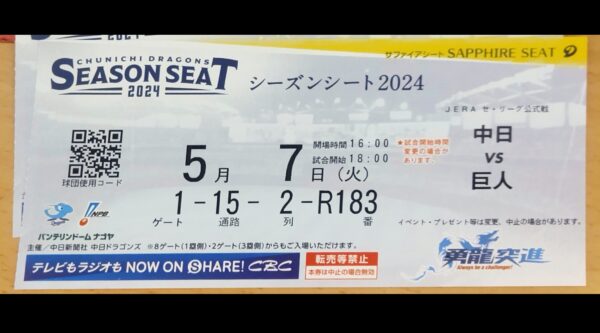 サファイアシート SAPPHIRE SEAT
CHUNICHI DRAGONS
SEASON SEAT
2024
シーズンシート2024
JERA セ・リーグ公式戦
開場時間 16:00
試合開始 18:00
★試合開始時間
変更の場合が
あります。
5月 7日(火)
中日
VS
巨人
球団使用コード
1-15-2-R183
ゲート 通路 列 番
NPB
バンテリンドーム ナゴヤ
イベント・プレゼント等は変更、中止の場合があります。
主催/中日新聞社 中日ドラゴンズ ※8ゲート(1塁側)・2ゲート(3塁側)からもご入場いただけます。
テレビもラジオも NOW ON SHARE! CBC
転売等禁止
本券は中止の場合無効
勇龍突進
Always be a challenger!